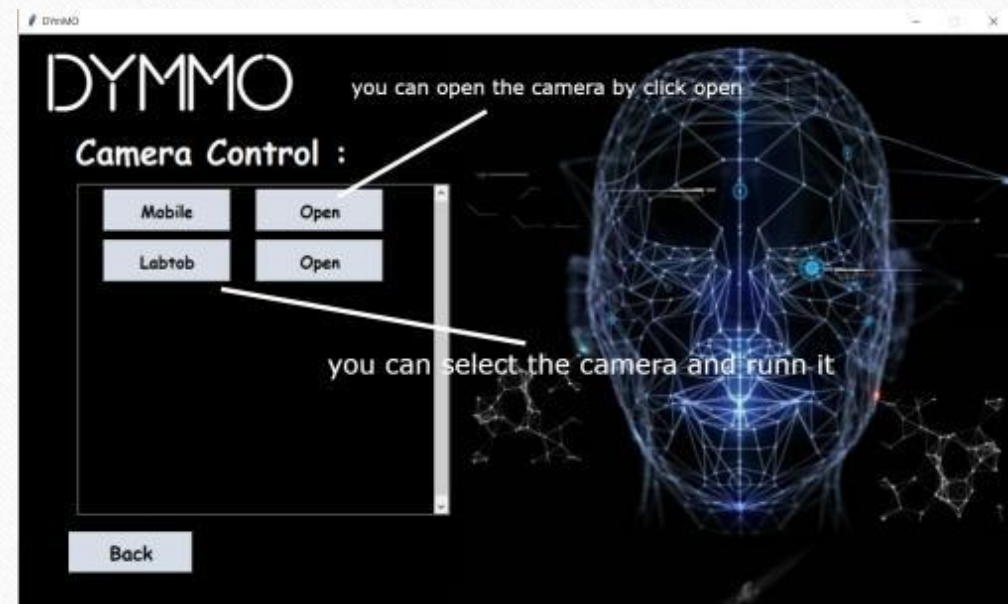 DYMMO
DYMMO
you can open the camera by click open
Camera Control :
Mobile Open
Labtob Open
you can select the camera and runn it
Back